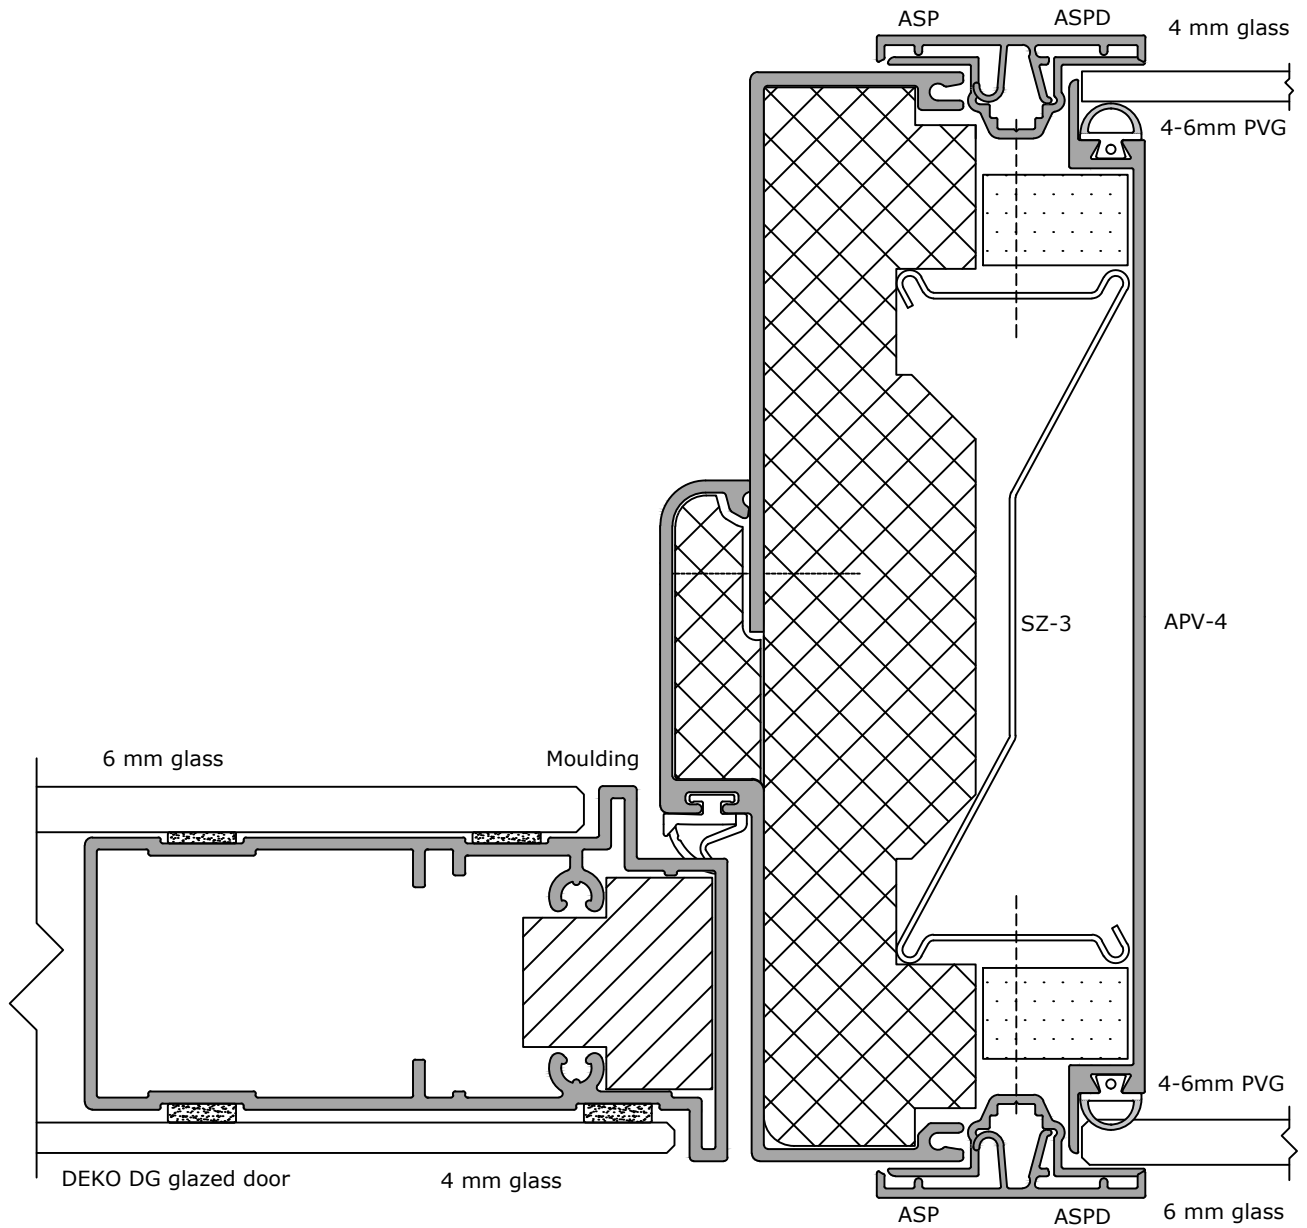 ASP
ASPD
4 mm glass
4-6mm PVG
SZ-3
APV-4
6 mm glass
Moulding
4-6mm PVG
DEKO DG glazed door
4 mm glass
ASP
ASPD
6 mm glass